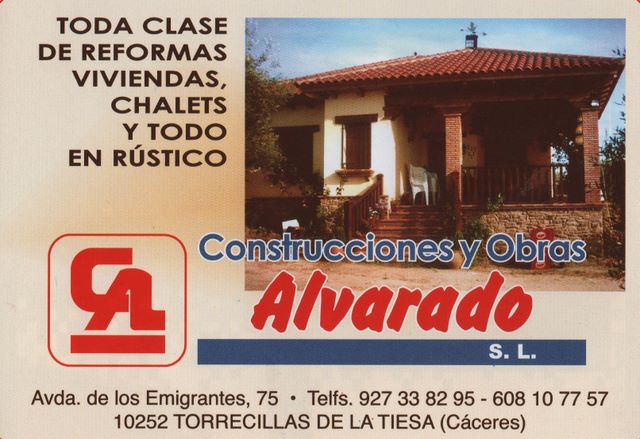 TODA CLASE
DE REFORMAS
VIVIENDAS,
CHALETS
Y TODO
EN RÚSTICO
Construcciones y Obras
Alvarado
S. L.
CAL
Avda. de los Emigrantes, 75 • Telfs. 927 33 82 95 - 608 10 77 57
10252 TORRECILLAS DE LA TIESA (Cáceres)